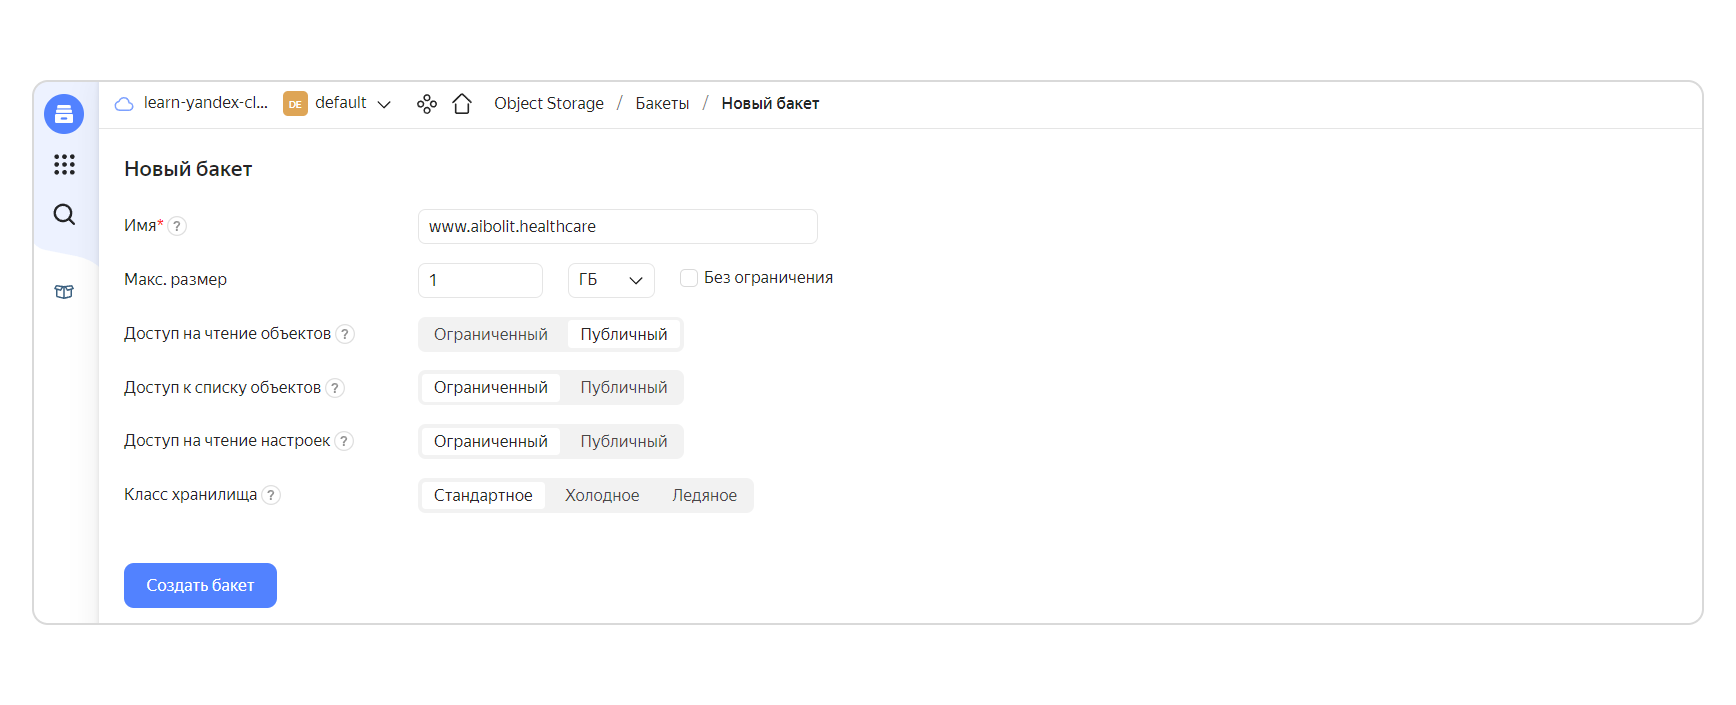 learn-yandex-cl... DE default Object Storage / Бакеты / Новый бакет
Новый бакет
Имя* ? www.aibolit.healthcare
Макс. размер 1 ГБ Без ограничения
Доступ на чтение объектов ? Ограниченный Публичный
Доступ к списку объектов ? Ограниченный Публичный
Доступ на чтение настроек ? Ограниченный Публичный
Класс хранилища ? Стандартное Холодное Ледяное
Создать бакет